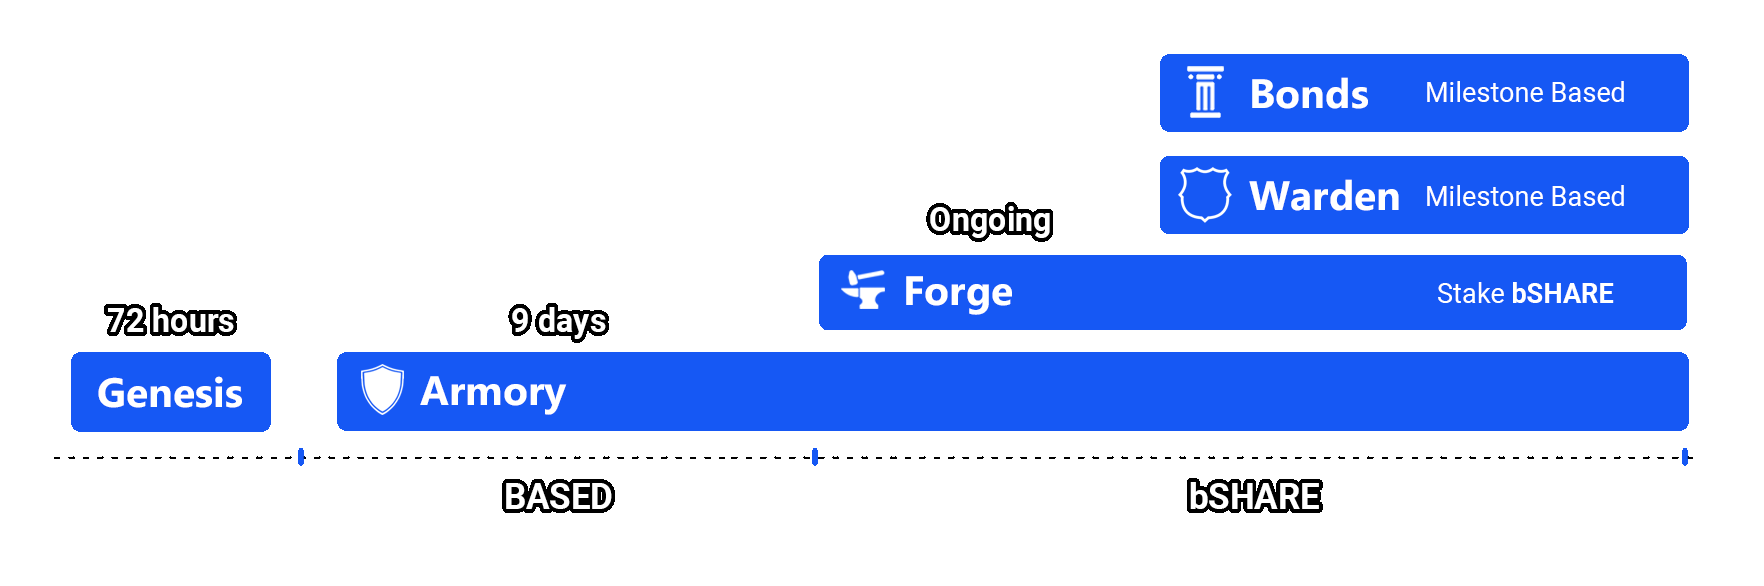 Bonds Milestone Based
Warden Milestone Based
Ongoing
Forge Stake bSHARE
72 hours 9 days
Genesis Armory
BASED bSHARE